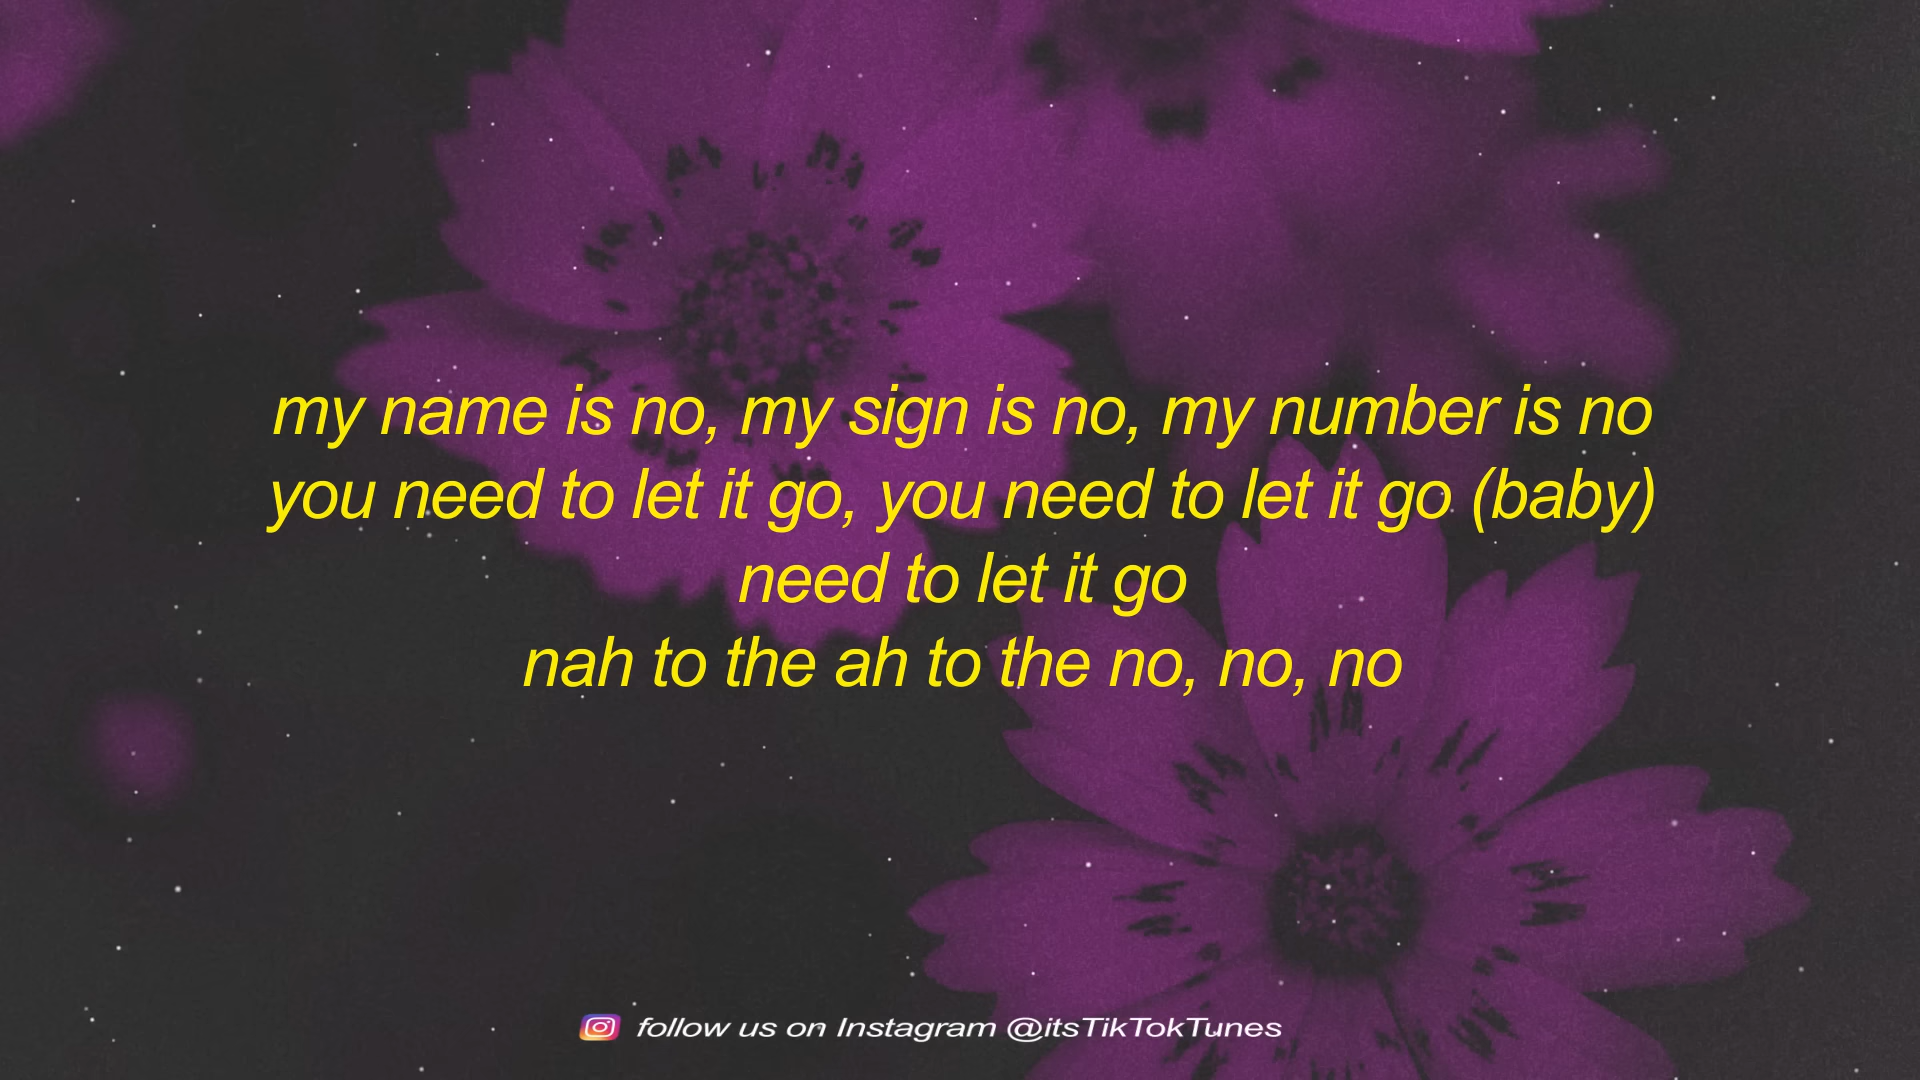 my name is no, my sign is no, my number is no
you need to let it go, you need to let it go (baby)
need to let it go
nah to the ah to the no, no, no
follow us on Instagram @itsTikTokTunes